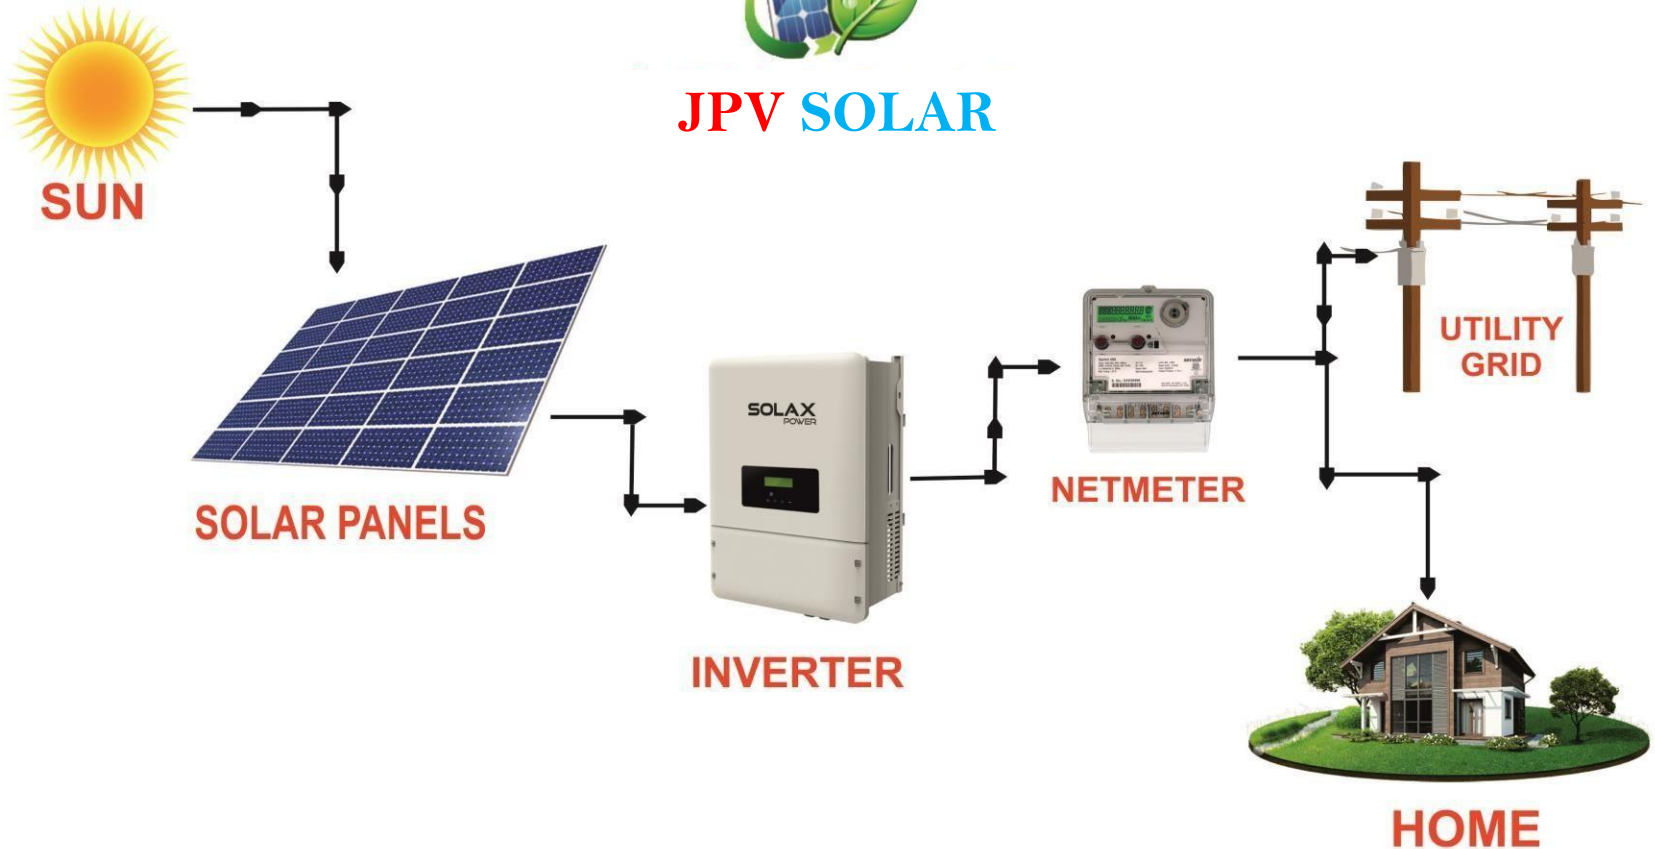 JPV SOLAR
SUN
SOLAR PANELS
SOLAX
POWER
INVERTER
NETMETER
UTILITY
GRID
HOME